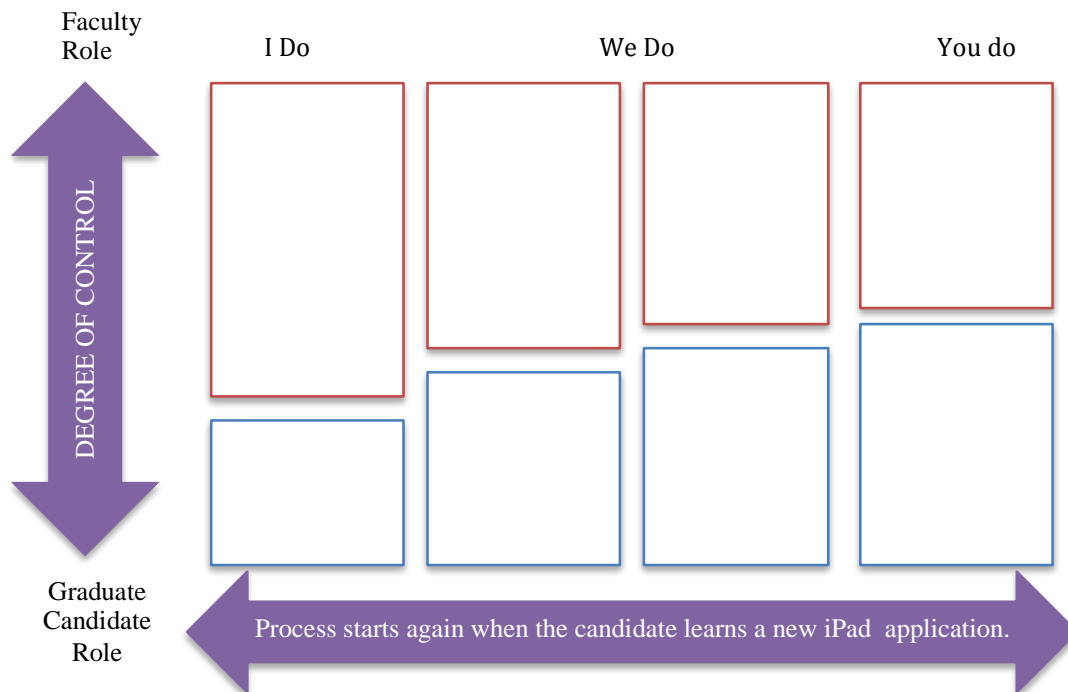 Faculty
Role
I Do
We Do
You do
DEGREE OF CONTROL
Graduate
Candidate
Role
Process starts again when the candidate learns a new iPad application.